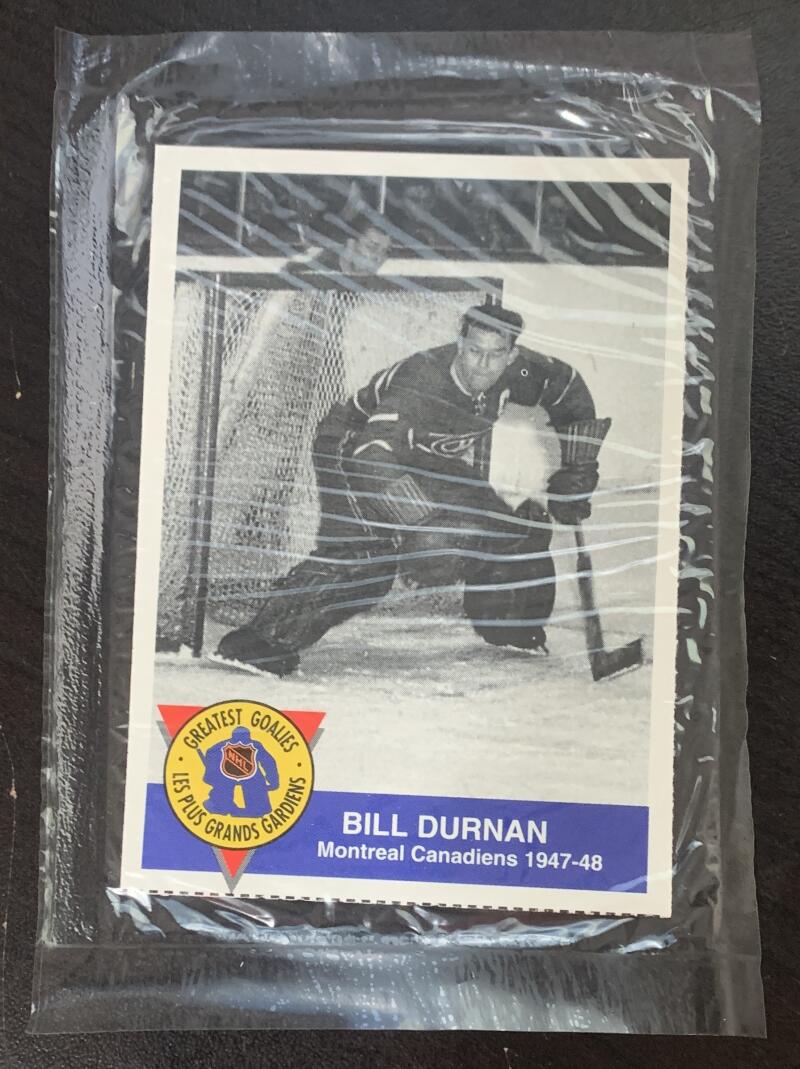 · GREATEST GOALIES ·
NHL
LES PLUS GRANDS GARDIENS
BILL DURNAN
Montreal Canadiens 1947-48